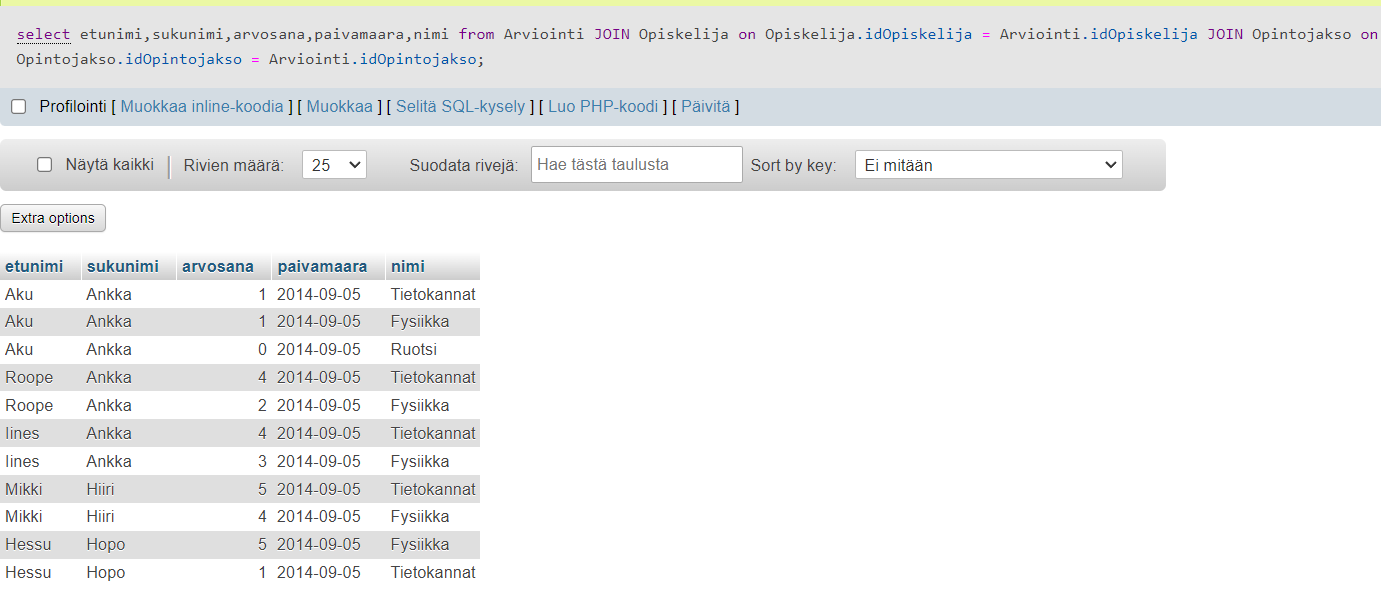 select etunimi,sukunimi,arvosana,paivamaara,nimi from Arviointi JOIN Opiskelija on Opiskelija.idOpiskelija = Arviointi.idOpiskelija JOIN Opintojakso on
Opintojakso.idOpintojakso = Arviointi.idOpintojakso;
Profilointi [ Muokkaa inline-koodia ] [ Muokkaa ] [ Selitä SQL-kysely ] [ Luo PHP-koodi ] [ Päivitä ]
Näytä kaikki | Rivien määrä: 25 Suodata rivejä: Hae tästä taulusta Sort by key: Ei mitään
Extra options
etunimi sukunimi arvosana paivamaara nimi
Aku Ankka 1 2014-09-05 Tietokannat
Aku Ankka 1 2014-09-05 Fysiikka
Aku Ankka 0 2014-09-05 Ruotsi
Roope Ankka 4 2014-09-05 Tietokannat
Roope Ankka 2 2014-09-05 Fysiikka
Iines Ankka 4 2014-09-05 Tietokannat
Iines Ankka 3 2014-09-05 Fysiikka
Mikki Hiiri 5 2014-09-05 Tietokannat
Mikki Hiiri 4 2014-09-05 Fysiikka
Hessu Hopo 5 2014-09-05 Fysiikka
Hessu Hopo 1 2014-09-05 Tietokannat